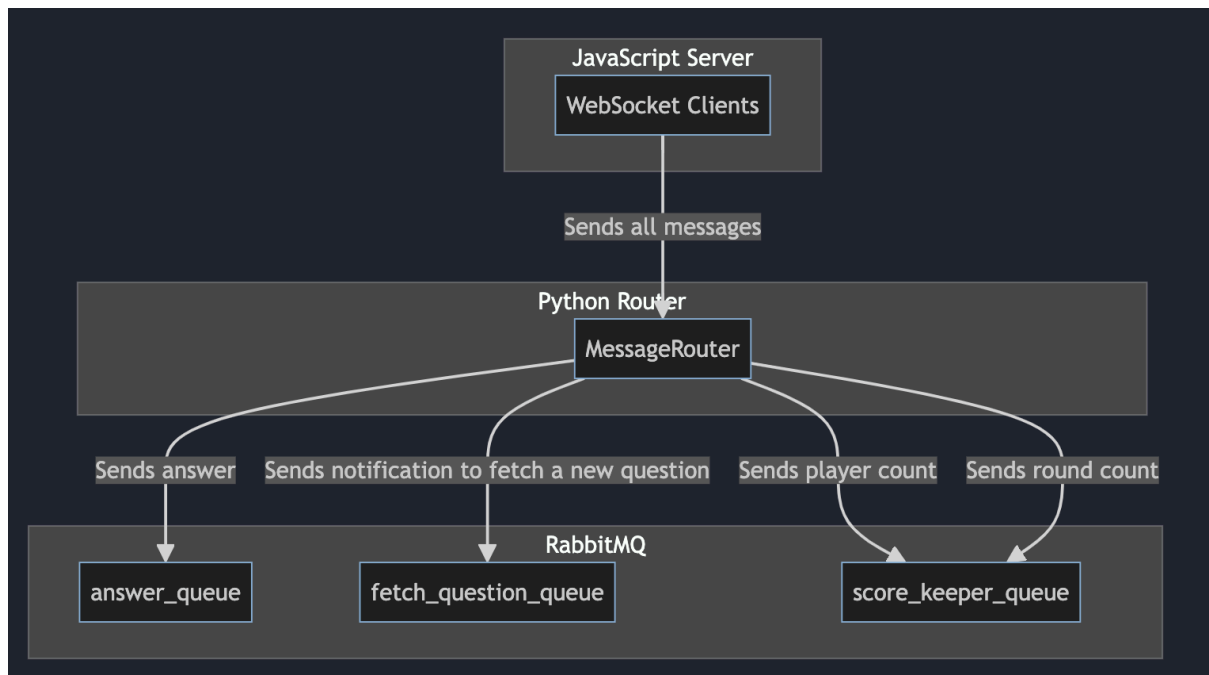 JavaScript Server
WebSocket Clients
Sends all messages
Python Router
MessageRouter
Sends answer
Sends notification to fetch a new question
Sends player count
Sends round count
RabbitMQ
answer_queue
fetch_question_queue
score_keeper_queue